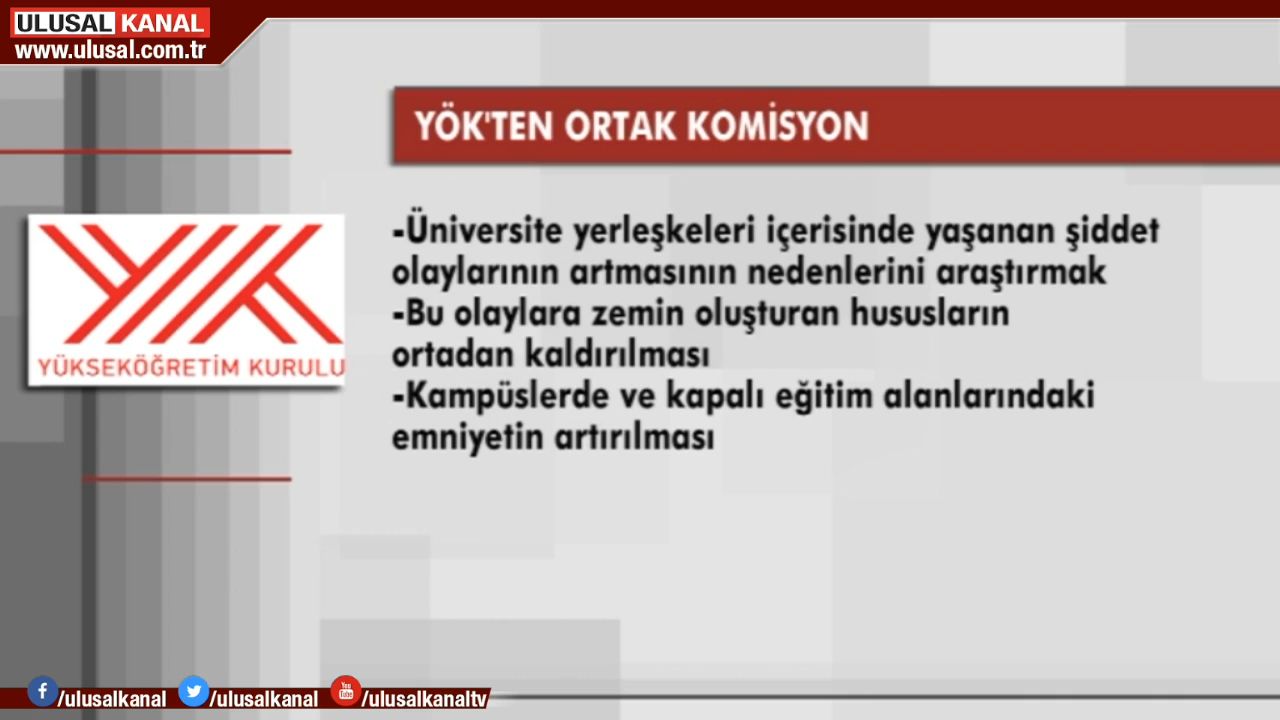 ULUSAL KANAL
www.ulusal.com.tr
YÖK'TEN ORTAK KOMİSYON
-Üniversite yerleşkeleri içerisinde yaşanan şiddet
olaylarının artmasının nedenlerini araştırmak
-Bu olaylara zemin oluşturan hususların
ortadan kaldırılması
-Kampüslerde ve kapalı eğitim alanlarındaki
emniyetin artırılması
YÜKSEKÖĞRETİM KURULU
/ulusalkanal /ulusalkanal You Tube /ulusalkanaltv